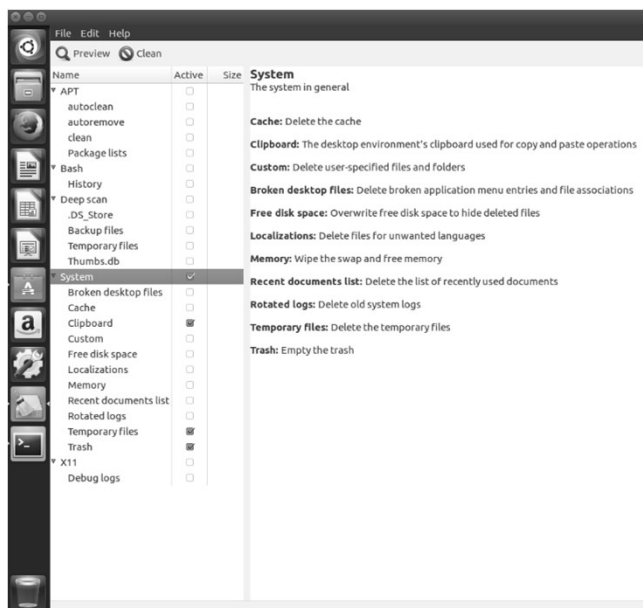 File Edit Help
Preview Clean
Name Active Size
APT
autoclean
autoremove
clean
Package lists
Bash
History
Deep scan
.DS_Store
Backup files
Temporary files
Thumbs.db
System
Broken desktop files
Cache
Clipboard
Custom
Free disk space
Localizations
Memory
Recent documents list
Rotated logs
Temporary files
Trash
X11
Debug logs
System
The system in general
Cache: Delete the cache
Clipboard: The desktop environment's clipboard used for copy and paste operations
Custom: Delete user-specified files and folders
Broken desktop files: Delete broken application menu entries and file associations
Free disk space: Overwrite free disk space to hide deleted files
Localizations: Delete files for unwanted languages
Memory: Wipe the swap and free memory
Recent documents list: Delete the list of recently used documents
Rotated logs: Delete old system logs
Temporary files: Delete the temporary files
Trash: Empty the trash